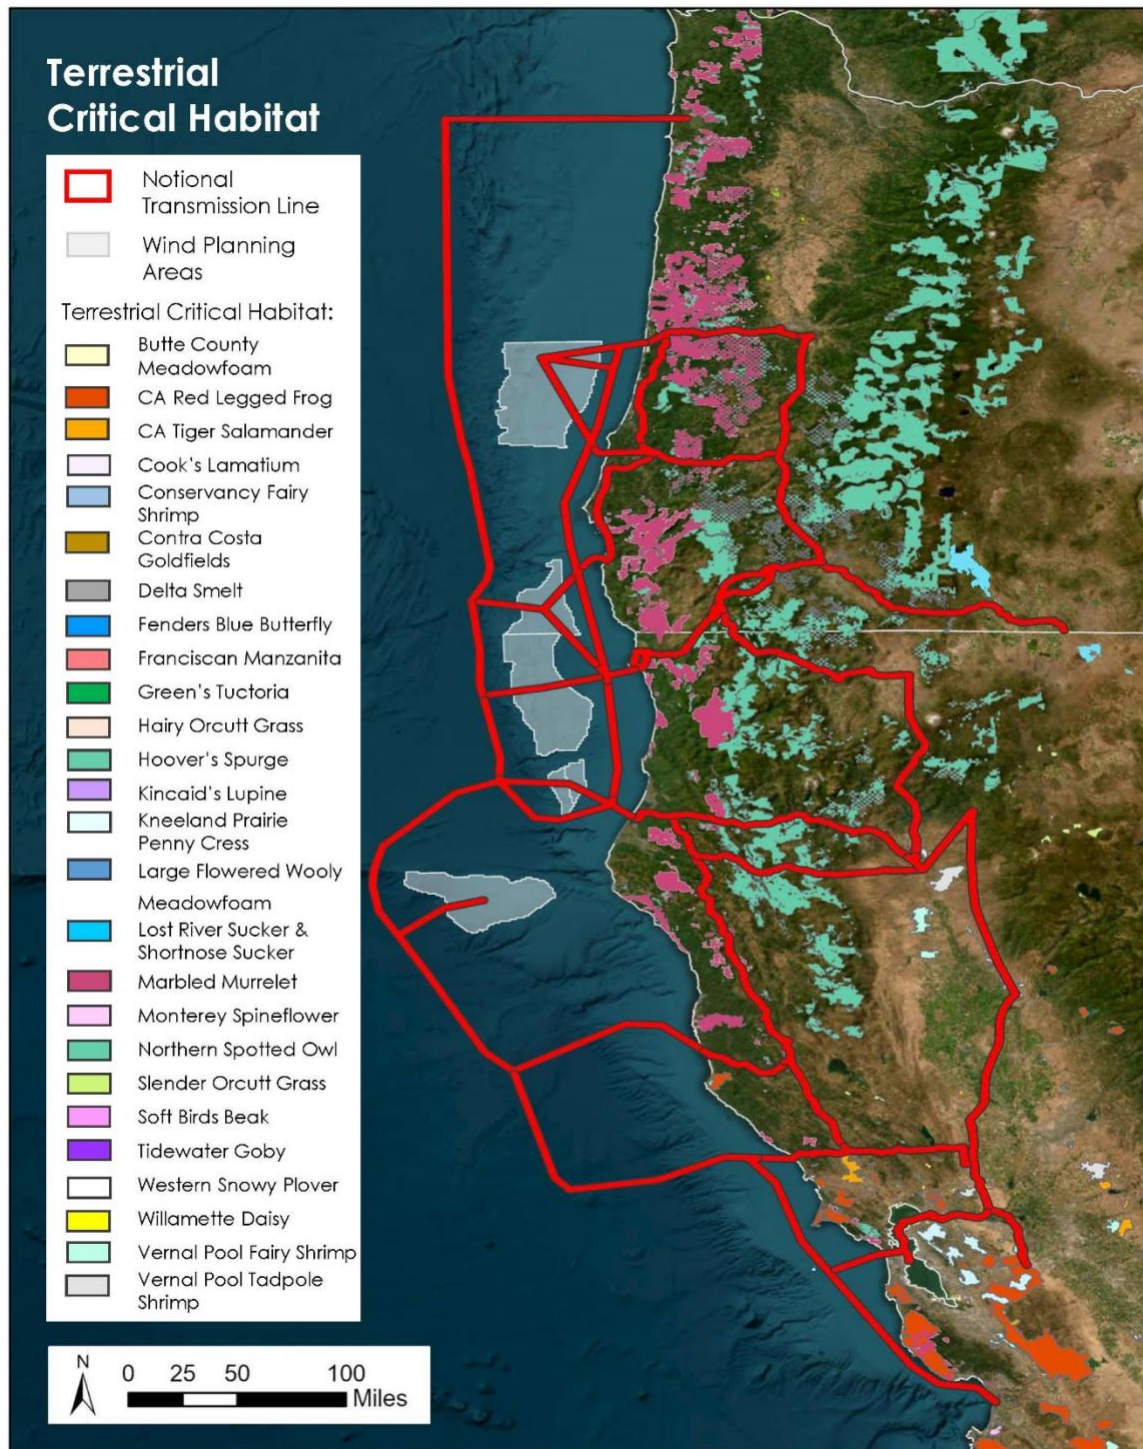 Terrestrial
Critical Habitat
Notional
Transmission Line
Wind Planning
Areas
Terrestrial Critical Habitat:
Butte County
Meadowfoam
CA Red Legged Frog
CA Tiger Salamander
Cook's Lamatium
Conservancy Fairy
Shrimp
Contra Costa
Goldfields
Delta Smelt
Fenders Blue Butterfly
Franciscan Manzanita
Green's Tuctoria
Hairy Orcutt Grass
Hoover's Spurge
Kincaid's Lupine
Kneeland Prairie
Penny Cress
Large Flowered Wooly
Meadowfoam
Lost River Sucker &
Shortnose Sucker
Marbled Murrelet
Monterey Spineflower
Northern Spotted Owl
Slender Orcutt Grass
Soft Birds Beak
Tidewater Goby
Western Snowy Plover
Willamette Daisy
Vernal Pool Fairy Shrimp
Vernal Pool Tadpole
Shrimp
N
0 25 50 100
Miles